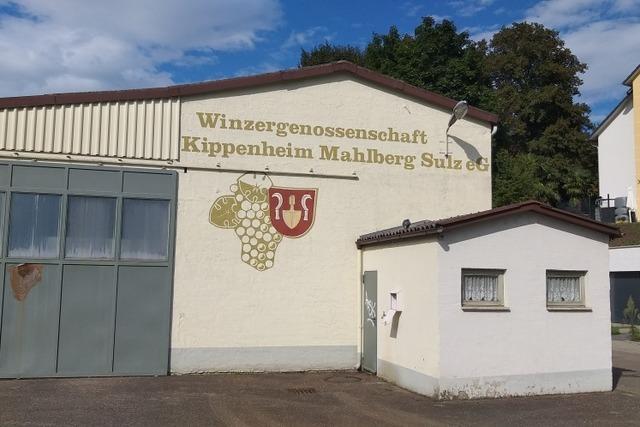 Winzergenossenschaft
Kippenheim Mahlberg Sulz eG